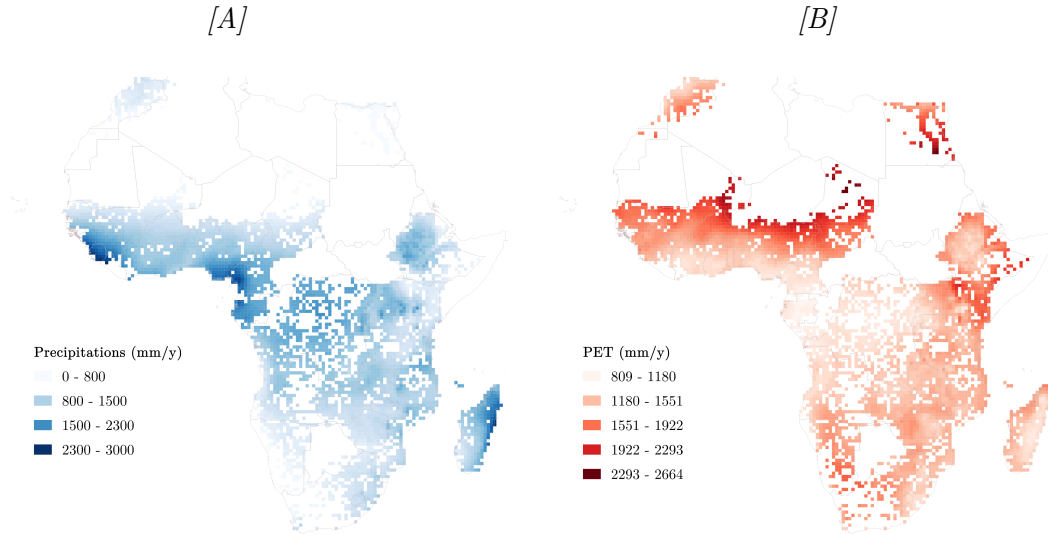 [A]
[B]
Precipitations (mm/y)
0 - 800
800 - 1500
1500 - 2300
2300 - 3000
PET (mm/y)
809 - 1180
1180 - 1551
1551 - 1922
1922 - 2293
2293 - 2664